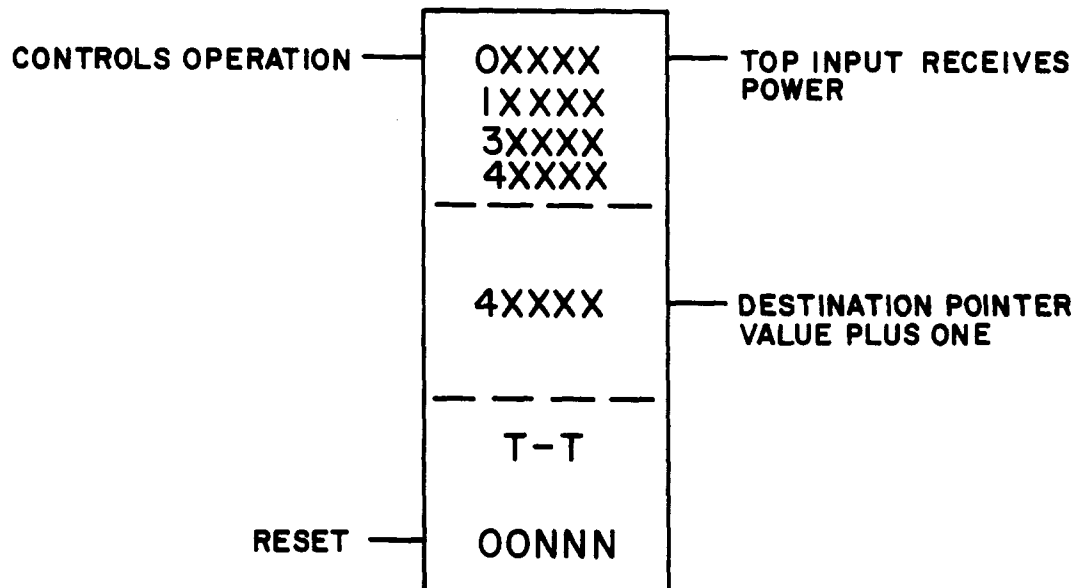 CONTROLS OPERATION
0XXXX
1XXXX
3XXXX
4XXXX
TOP INPUT RECEIVES
POWER
4XXXX
DESTINATION POINTER
VALUE PLUS ONE
T-T
RESET
00NNN